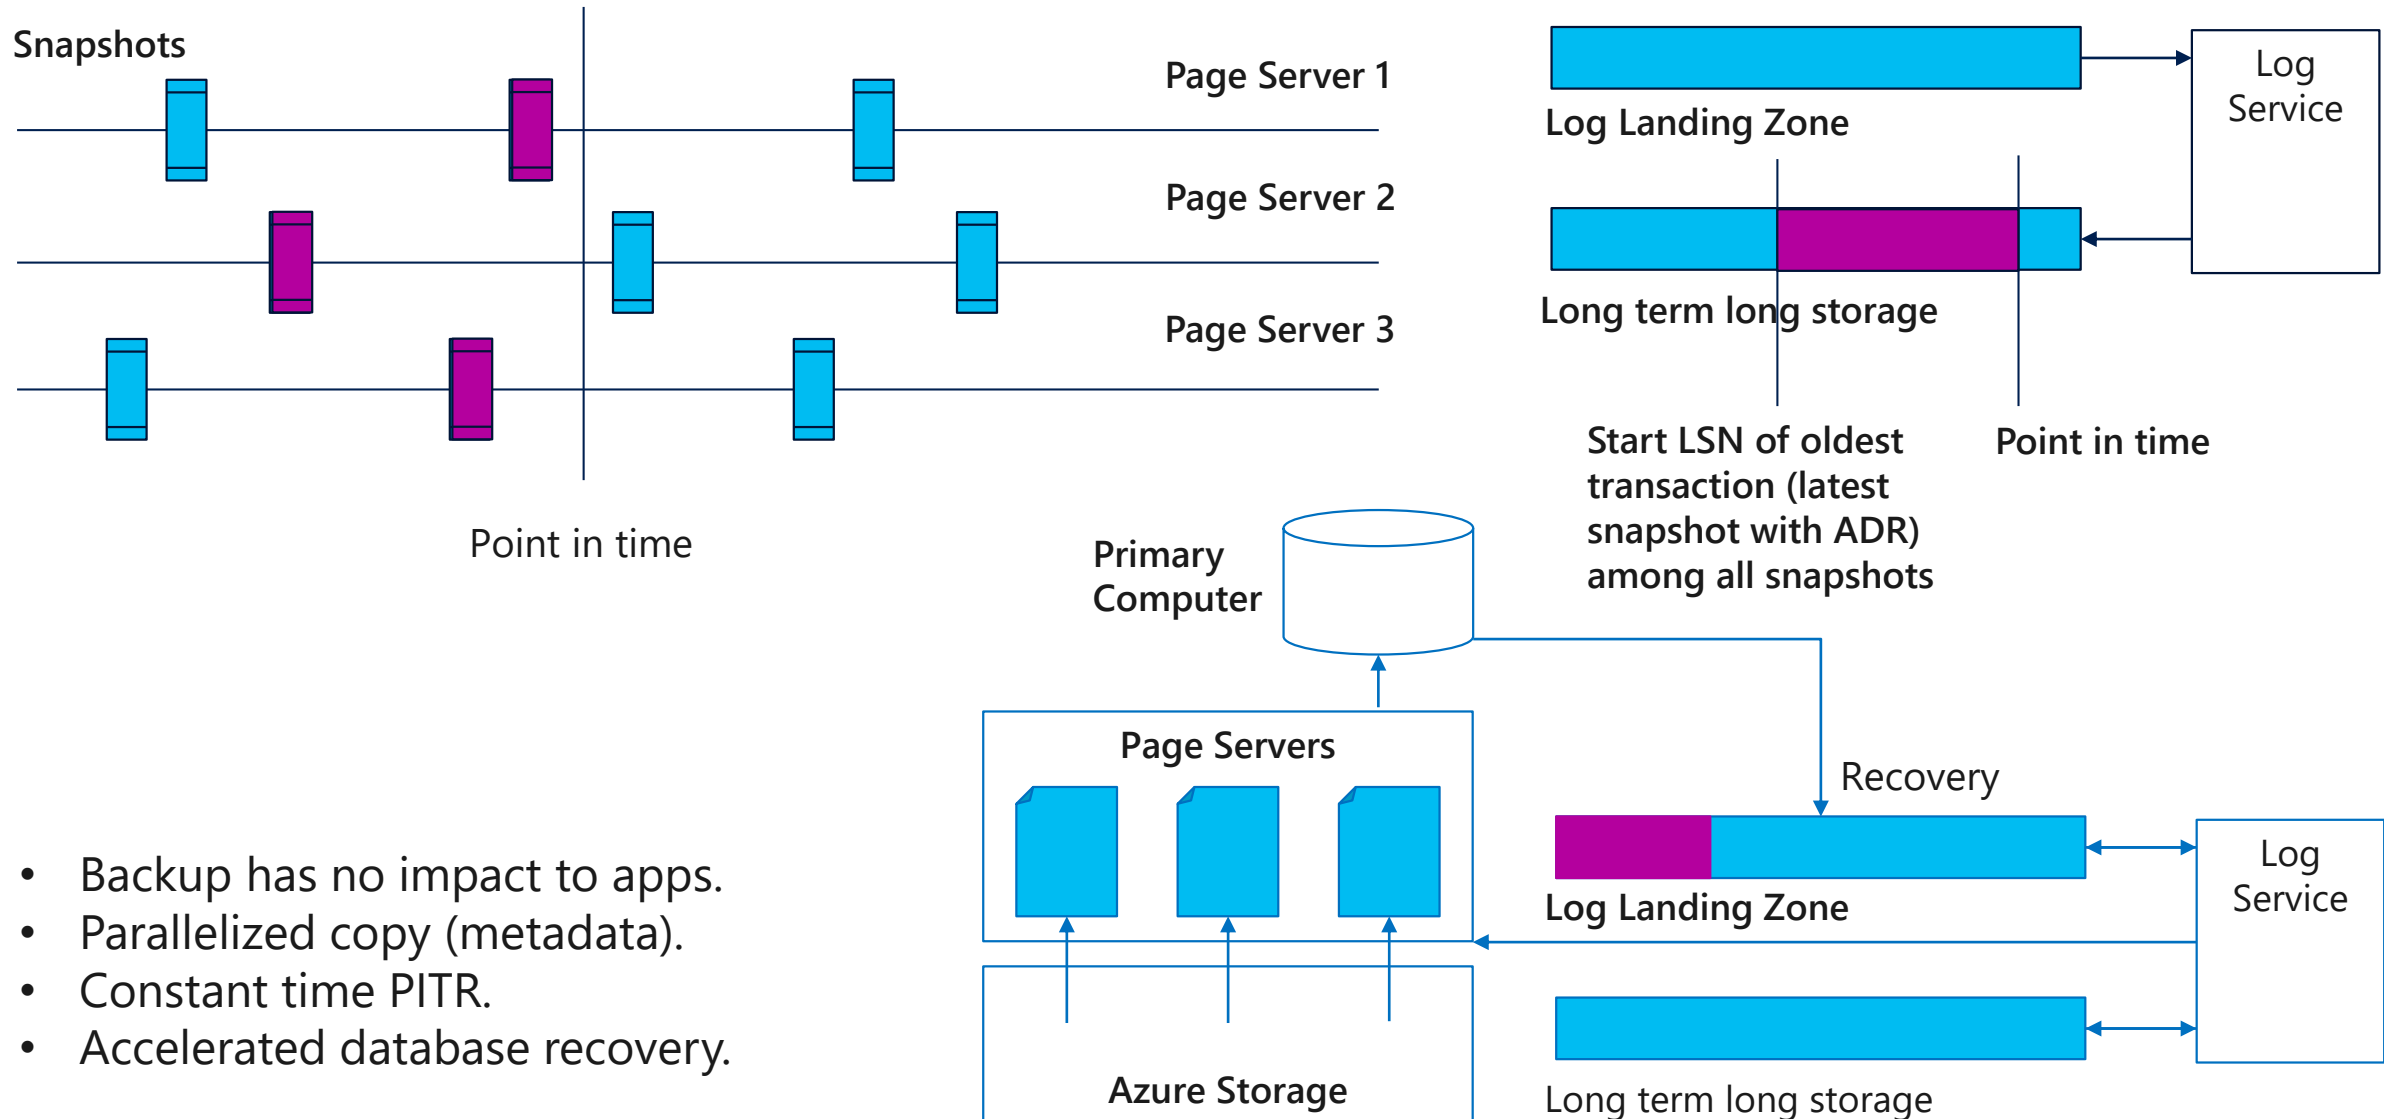 Snapshots
Page Server 1
Page Server 2
Page Server 3
Point in time
Log Landing Zone
Log
Service
Long term long storage
Start LSN of oldest
transaction (latest
snapshot with ADR)
among all snapshots
Point in time
Primary
Computer
Page Servers
Recovery
Log Landing Zone
Log
Service
Azure Storage
Long term long storage
• Backup has no impact to apps.
• Parallelized copy (metadata).
• Constant time PITR.
• Accelerated database recovery.